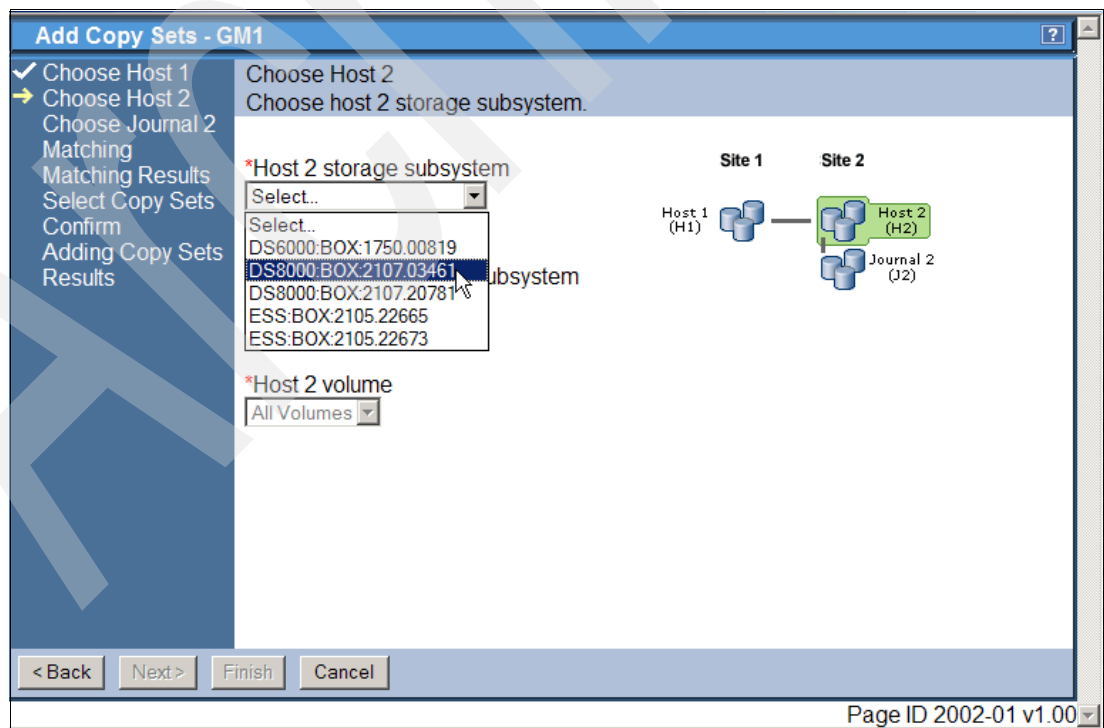 Add Copy Sets - GM1
?
Choose Host 1
Choose Host 2
Choose Journal 2
Matching
Matching Results
Select Copy Sets
Confirm
Adding Copy Sets
Results
Choose Host 2
Choose host 2 storage subsystem.
*Host 2 storage subsystem
Select...
Select...
DS6000:BOX:1750.00819
DS8000:BOX:2107.03461
DS8000:BOX:2107.20781
ESS:BOX:2105.22665
ESS:BOX:2105.22673
ubsystem
*Host 2 volume
All Volumes
Site 1 Site 2
Host 1
(H1)
Host 2
(H2)
Journal 2
(J2)
< Back Next > Finish Cancel
Page ID 2002-01 v1.00